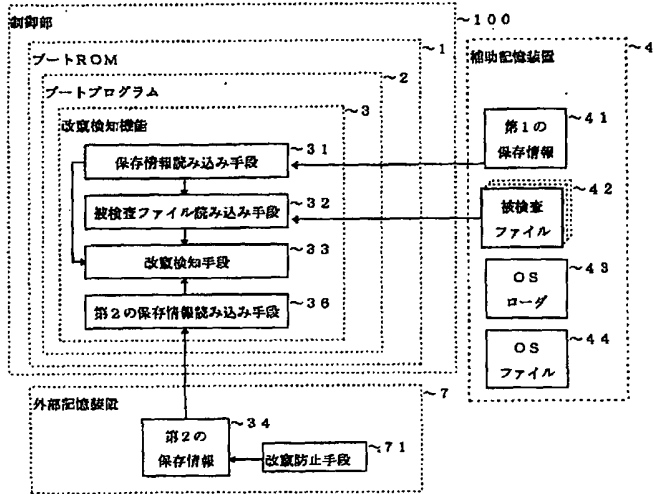 制御部
~100
ブートROM
~1
ブートプログラム
~2
改竄検知機能
~3
保存情報読み込み手段
~31
被検査ファイル読み込み手段
~32
改竄検知手段
~33
第2の保存情報読み込み手段
~36
補助記憶装置
~4
第1の
保存情報
~41
被検査
ファイル
~42
OS
ローダ
~43
OS
ファイル
~44
外部記憶装置
~7
第2の
保存情報
~34
改竄防止手段
~71